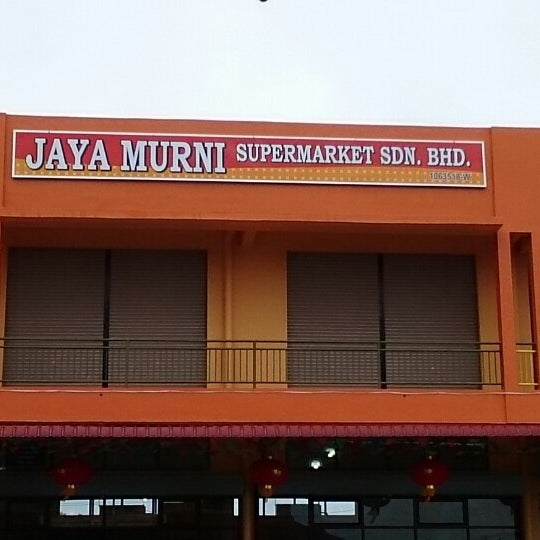 JAYA MURNI SUPERMARKET SDN. BHD.
1063518-W